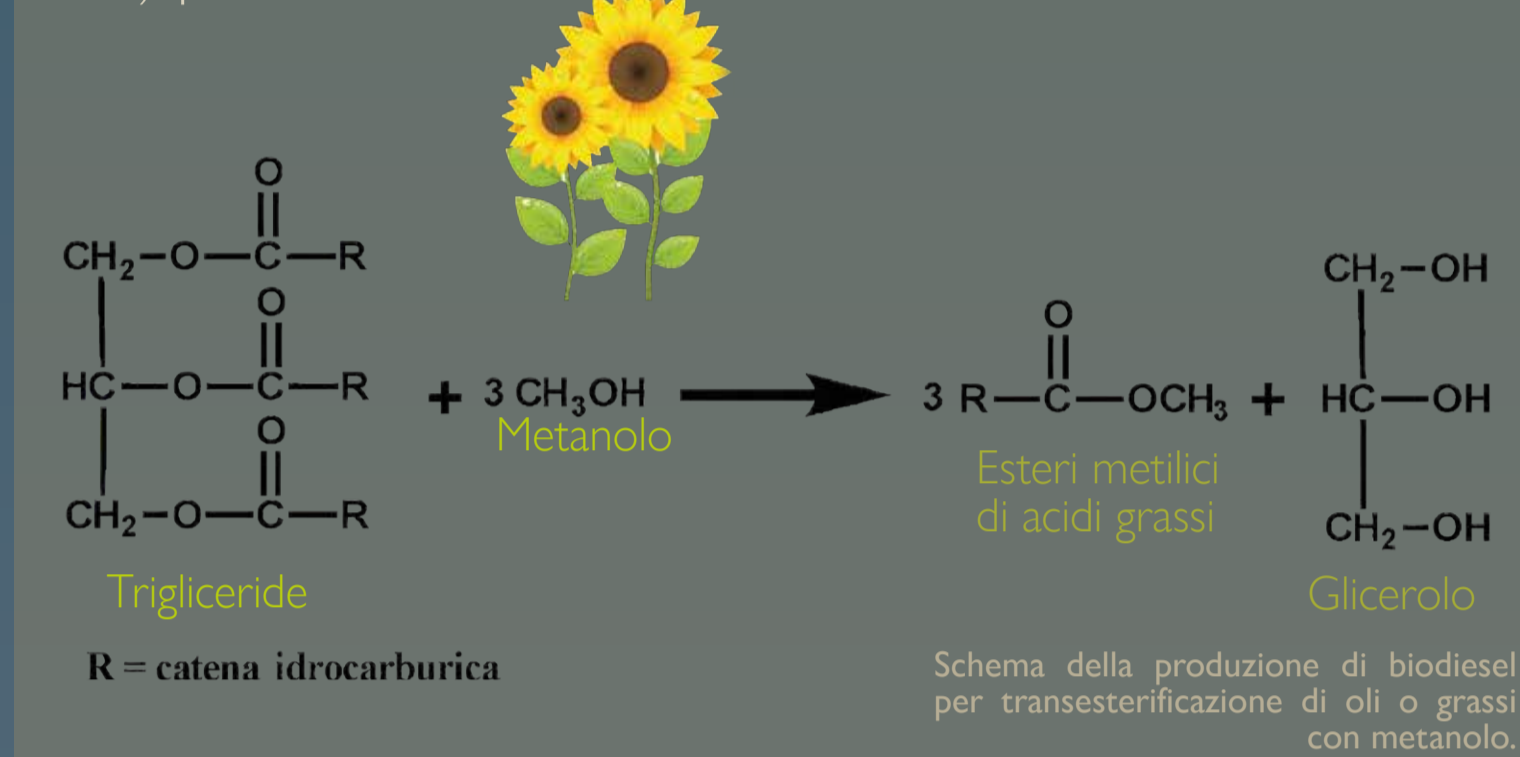 O
||
CH₂–O—C—R
O
||
HC—O—C—R
O
||
CH₂–O—C—R
Trigliceride
R = catena idrocarburica
+ 3 CH₃OH
Metanolo
O
||
3 R—C—OCH₃ +
Esteri metilici
di acidi grassi
CH₂–OH
HC—OH
CH₂–OH
Glicerolo
Schema della produzione di biodiesel
per transesterificazione di oli o grassi
con metanolo.